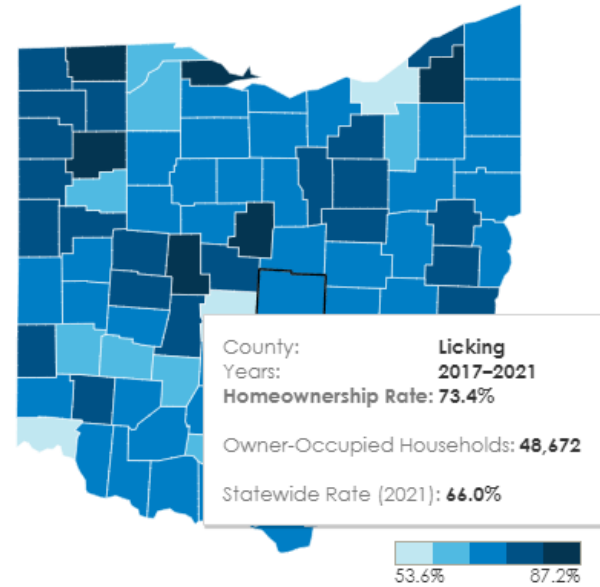 County: Licking
Years: 2017–2021
Homeownership Rate: 73.4%
Owner-Occupied Households: 48,672
Statewide Rate (2021): 66.0%
53.6% 87.2%